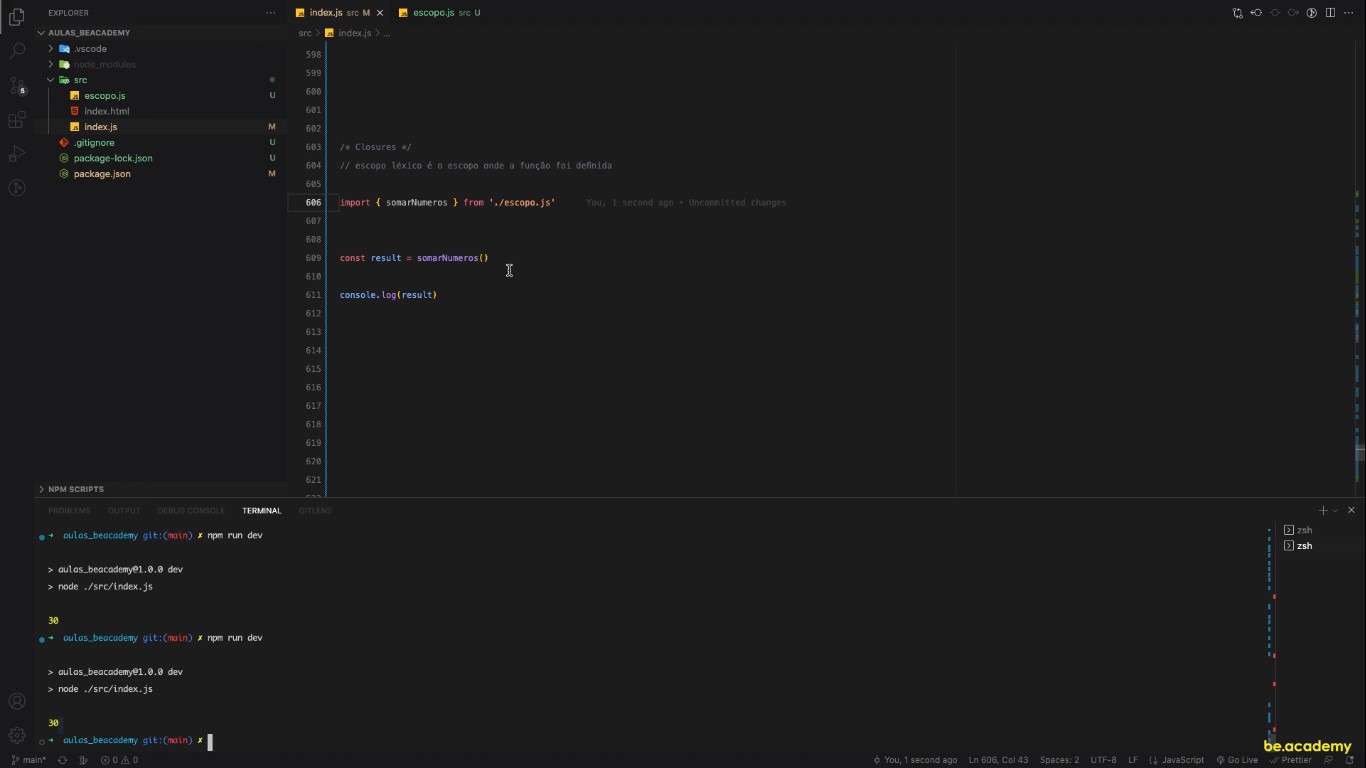 EXPLORER
AULAS_BEACADEMY
.vscode
node_modules
src
escopo.js U
index.html
index.js M
.gitignore U
package-lock.json U
package.json M
NPM SCRIPTS
5
index.js src M
escopo.js src U
src > index.js > ...
598
599
600
601
602
603 /* Closures */
604 // escopo léxico é o escopo onde a função foi definida
605
606 import { somarNumeros } from './escopo.js' You, 1 second ago • Uncommitted changes
607
608
609 const result = somarNumeros()
610
611 console.log(result)
612
613
614
615
616
617
618
619
620
621
PROBLEMS OUTPUT DEBUG CONSOLE TERMINAL GITLENS
➜ aulas_beacademy git:(main) ✗ npm run dev
> aulas_beacademy@1.0.0 dev
> node ./src/index.js
30
➜ aulas_beacademy git:(main) ✗ npm run dev
> aulas_beacademy@1.0.0 dev
> node ./src/index.js
30
➜ aulas_beacademy git:(main) ✗
zsh
zsh
be.academy
main* 0 0 You, 1 second ago Ln 606, Col 43 Spaces: 2 UTF-8 LF JavaScript Go Live Prettier